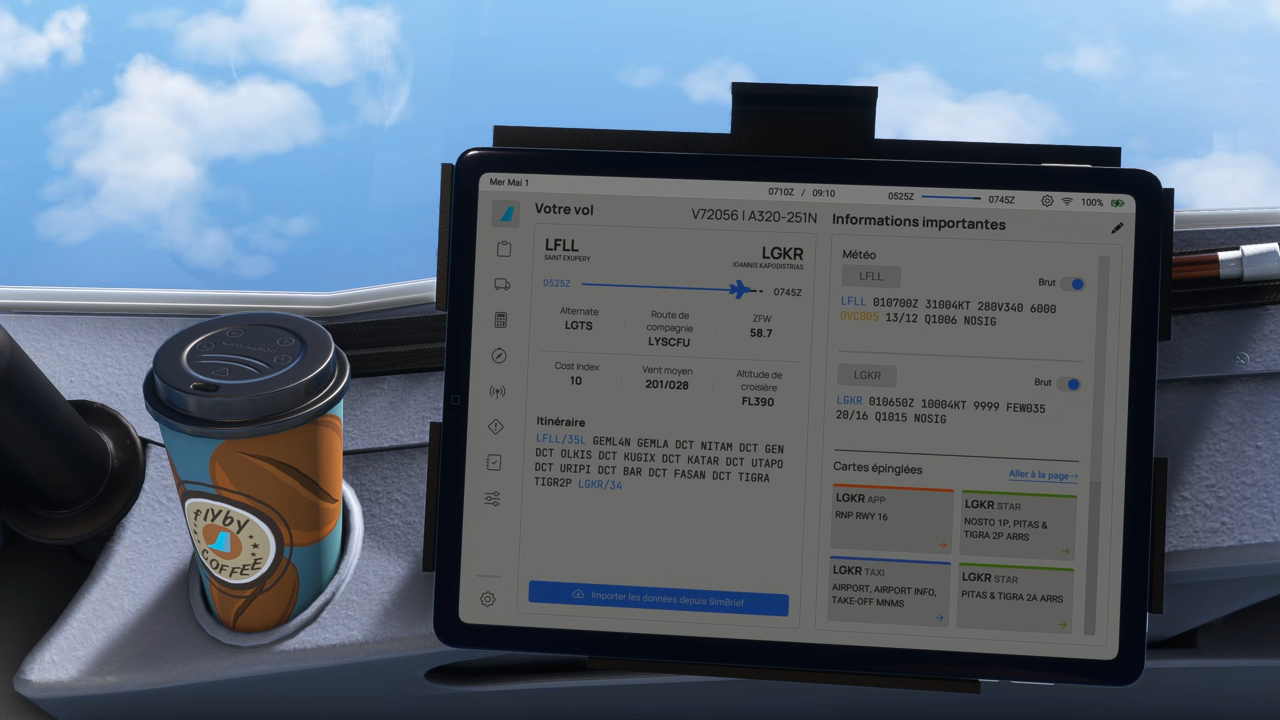 Mer Mai 1
0710Z / 09:10
0525Z
0745Z
100%
Votre vol
V72056 | A320-251N
LFLL
SAINT EXUPERY
LGKR
IOANNIS KAPODISTRIAS
0525Z
0745Z
Alternate
LGTS
Route de
compagnie
LYSCFU
ZFW
58.7
Cost Index
10
Vent moyen
201/028
Altitude de
croisière
FL390
Itinéraire
LFLL/35L GEML4N GEMLA DCT NITAM DCT GEN
DCT OLKIS DCT KUGIX DCT KATAR DCT UTAPO
DCT URIPI DCT BAR DCT FASAN DCT TIGRA
TIGR2P LGKR/34
Importer les données depuis SimBrief
Informations importantes
Météo
LFLL
Brut
LFLL 010700Z 31004KT 280V340 6000
OVC005 13/12 Q1006 NOSIG
LGKR
Brut
LGKR 010650Z 10004KT 9999 FEW035
20/16 Q1015 NOSIG
Cartes épinglées
Aller à la page
LGKR APP
RNP RWY 16
LGKR STAR
NOSTO 1P, PITAS &
TIGRA 2P ARRS
LGKR TAXI
AIRPORT, AIRPORT INFO,
TAKE-OFF MNMS
LGKR STAR
PITAS & TIGRA 2A ARRS
flyby
COFFEE